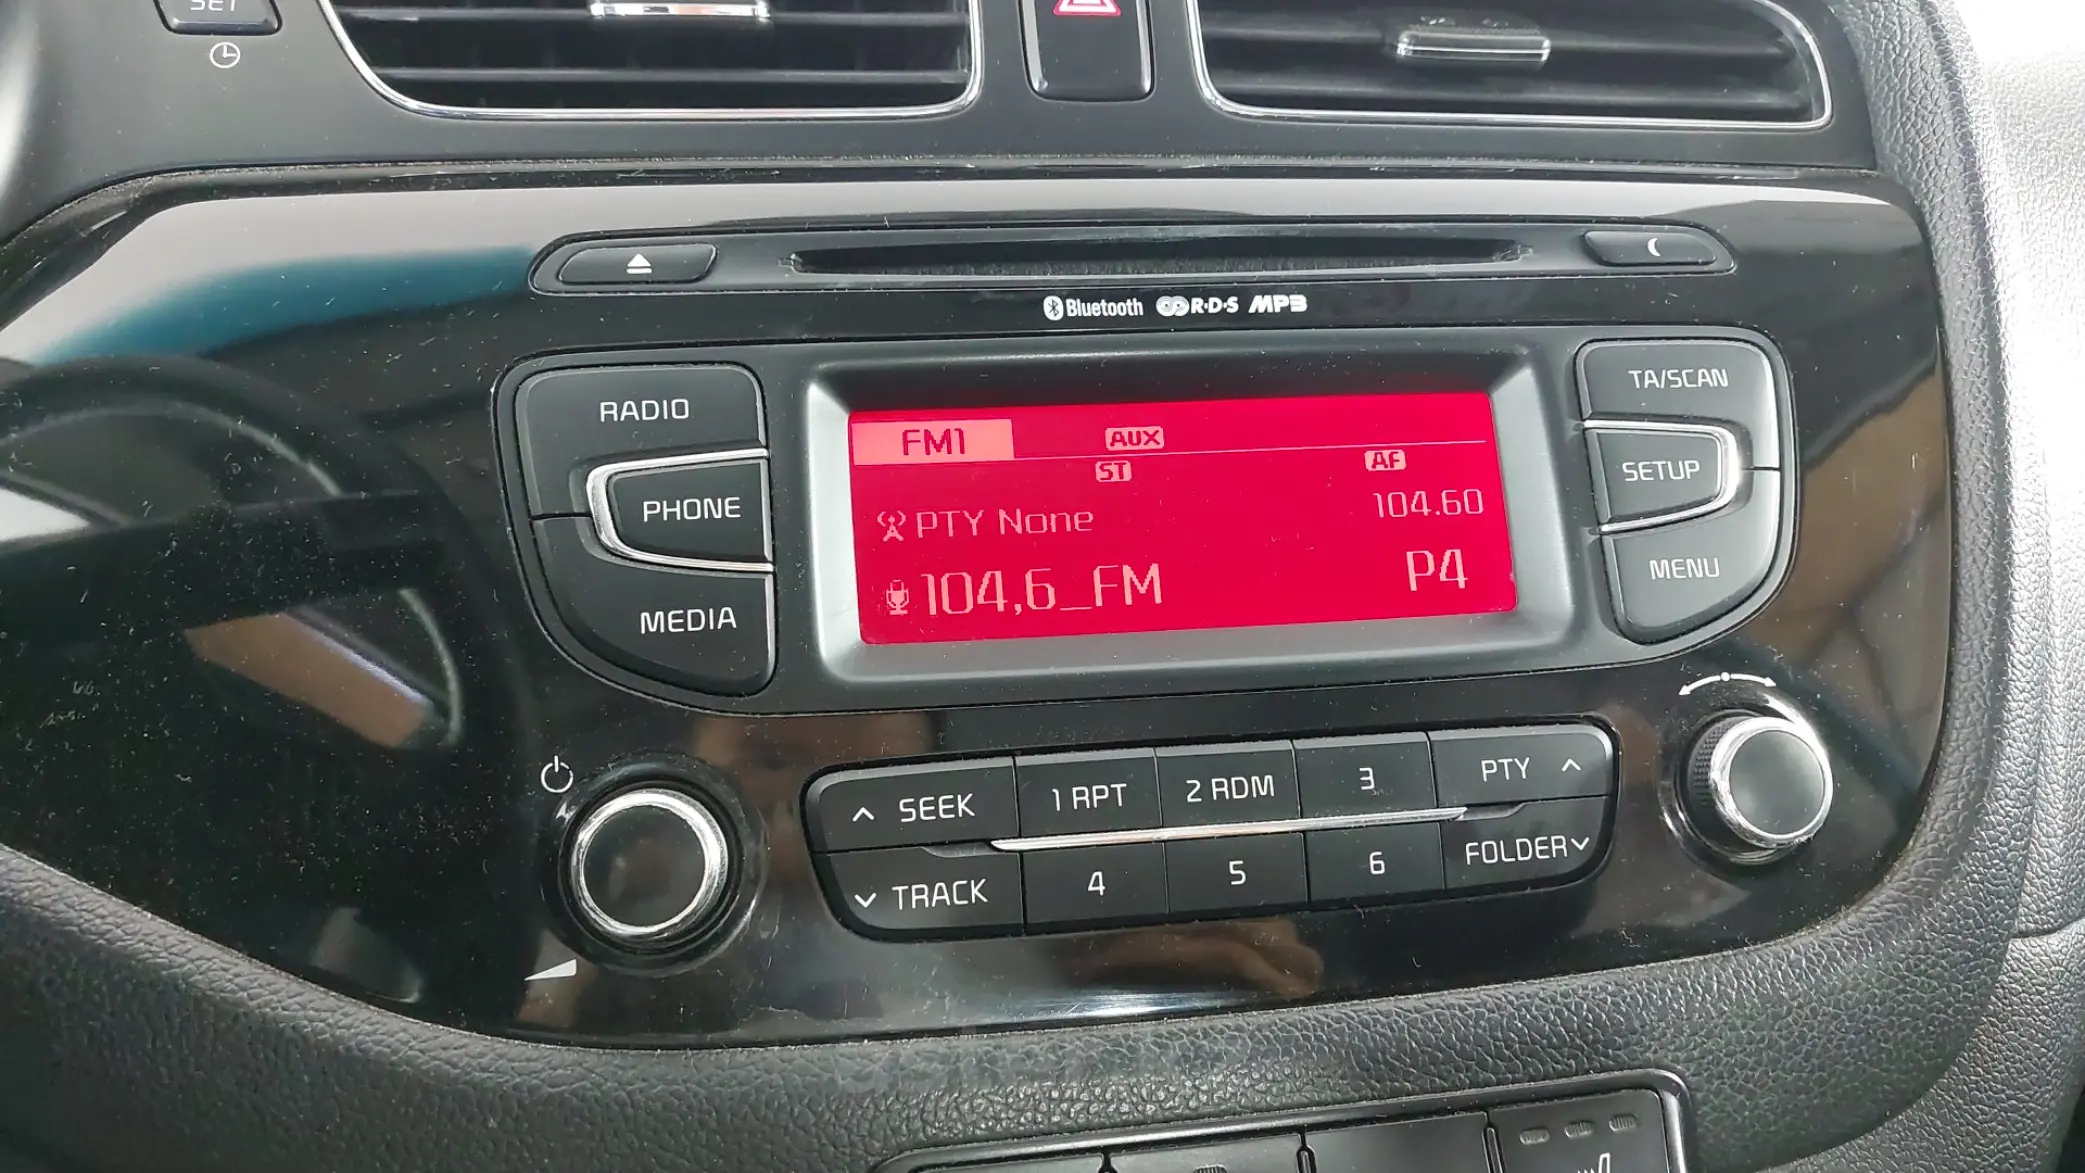 SET
Bluetooth R·D·S MP3
RADIO
PHONE
MEDIA
FM1 AUX
ST AF
PTY None 104.60
104,6_FM P4
TA/SCAN
SETUP
MENU
SEEK 1 RPT 2 RDM 3 PTY
TRACK 4 5 6 FOLDER